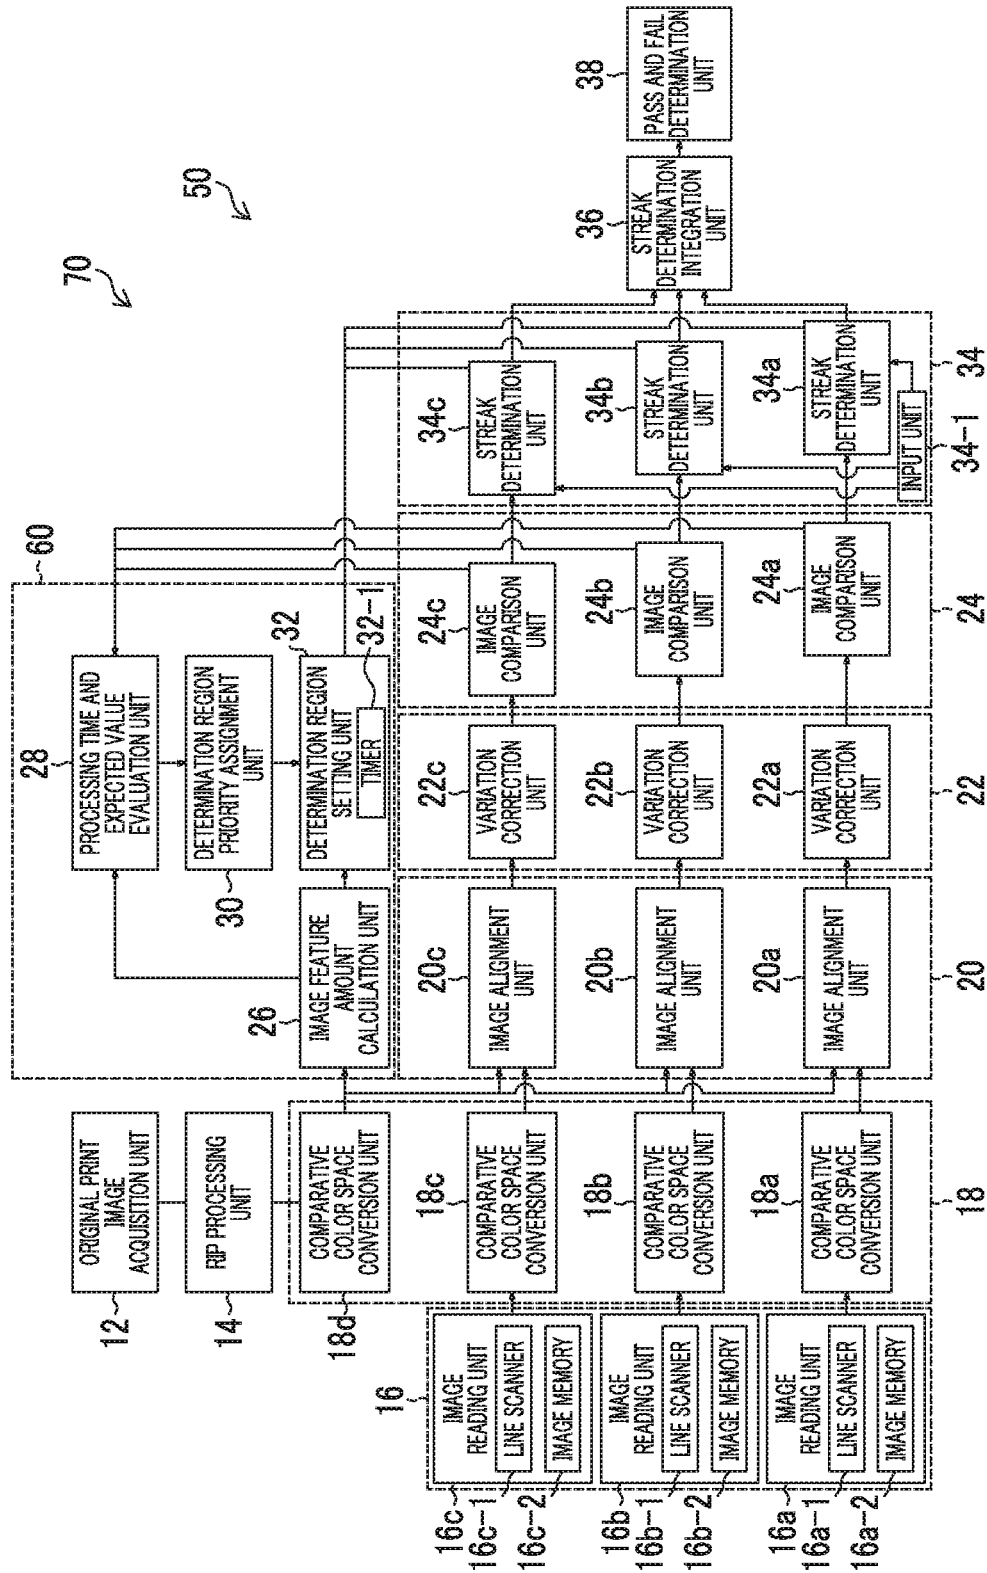 70
50
12
ORIGINAL PRINT
IMAGE
ACQUISITION UNIT
14
RIP PROCESSING
UNIT
18d
COMPARATIVE
COLOR SPACE
CONVERSION UNIT
60
28
PROCESSING TIME AND
EXPECTED VALUE
EVALUATION UNIT
30
DETERMINATION REGION
PRIORITY ASSIGNMENT
UNIT
26
IMAGE FEATURE
AMOUNT
CALCULATION UNIT
32
DETERMINATION REGION
SETTING UNIT
TIMER
32-1
16
16c
IMAGE
READING UNIT
16c-1
LINE SCANNER
16c-2
IMAGE MEMORY
18c
COMPARATIVE
COLOR SPACE
CONVERSION UNIT
20c
IMAGE ALIGNMENT
UNIT
22c
VARIATION
CORRECTION
UNIT
24c
IMAGE
COMPARISON
UNIT
34c
STREAK
DETERMINATION
UNIT
16b
IMAGE
READING UNIT
16b-1
LINE SCANNER
16b-2
IMAGE MEMORY
18b
COMPARATIVE
COLOR SPACE
CONVERSION UNIT
20b
IMAGE ALIGNMENT
UNIT
22b
VARIATION
CORRECTION
UNIT
24b
IMAGE
COMPARISON
UNIT
34b
STREAK
DETERMINATION
UNIT
36
STREAK
DETERMINATION
INTEGRATION
UNIT
38
PASS AND FAIL
DETERMINATION
UNIT
16a
IMAGE
READING UNIT
16a-1
LINE SCANNER
16a-2
IMAGE MEMORY
18a
COMPARATIVE
COLOR SPACE
CONVERSION UNIT
20a
IMAGE ALIGNMENT
UNIT
22a
VARIATION
CORRECTION
UNIT
24a
IMAGE
COMPARISON
UNIT
34a
STREAK
DETERMINATION
UNIT
INPUT UNIT
34-1
18
20
22
24
34